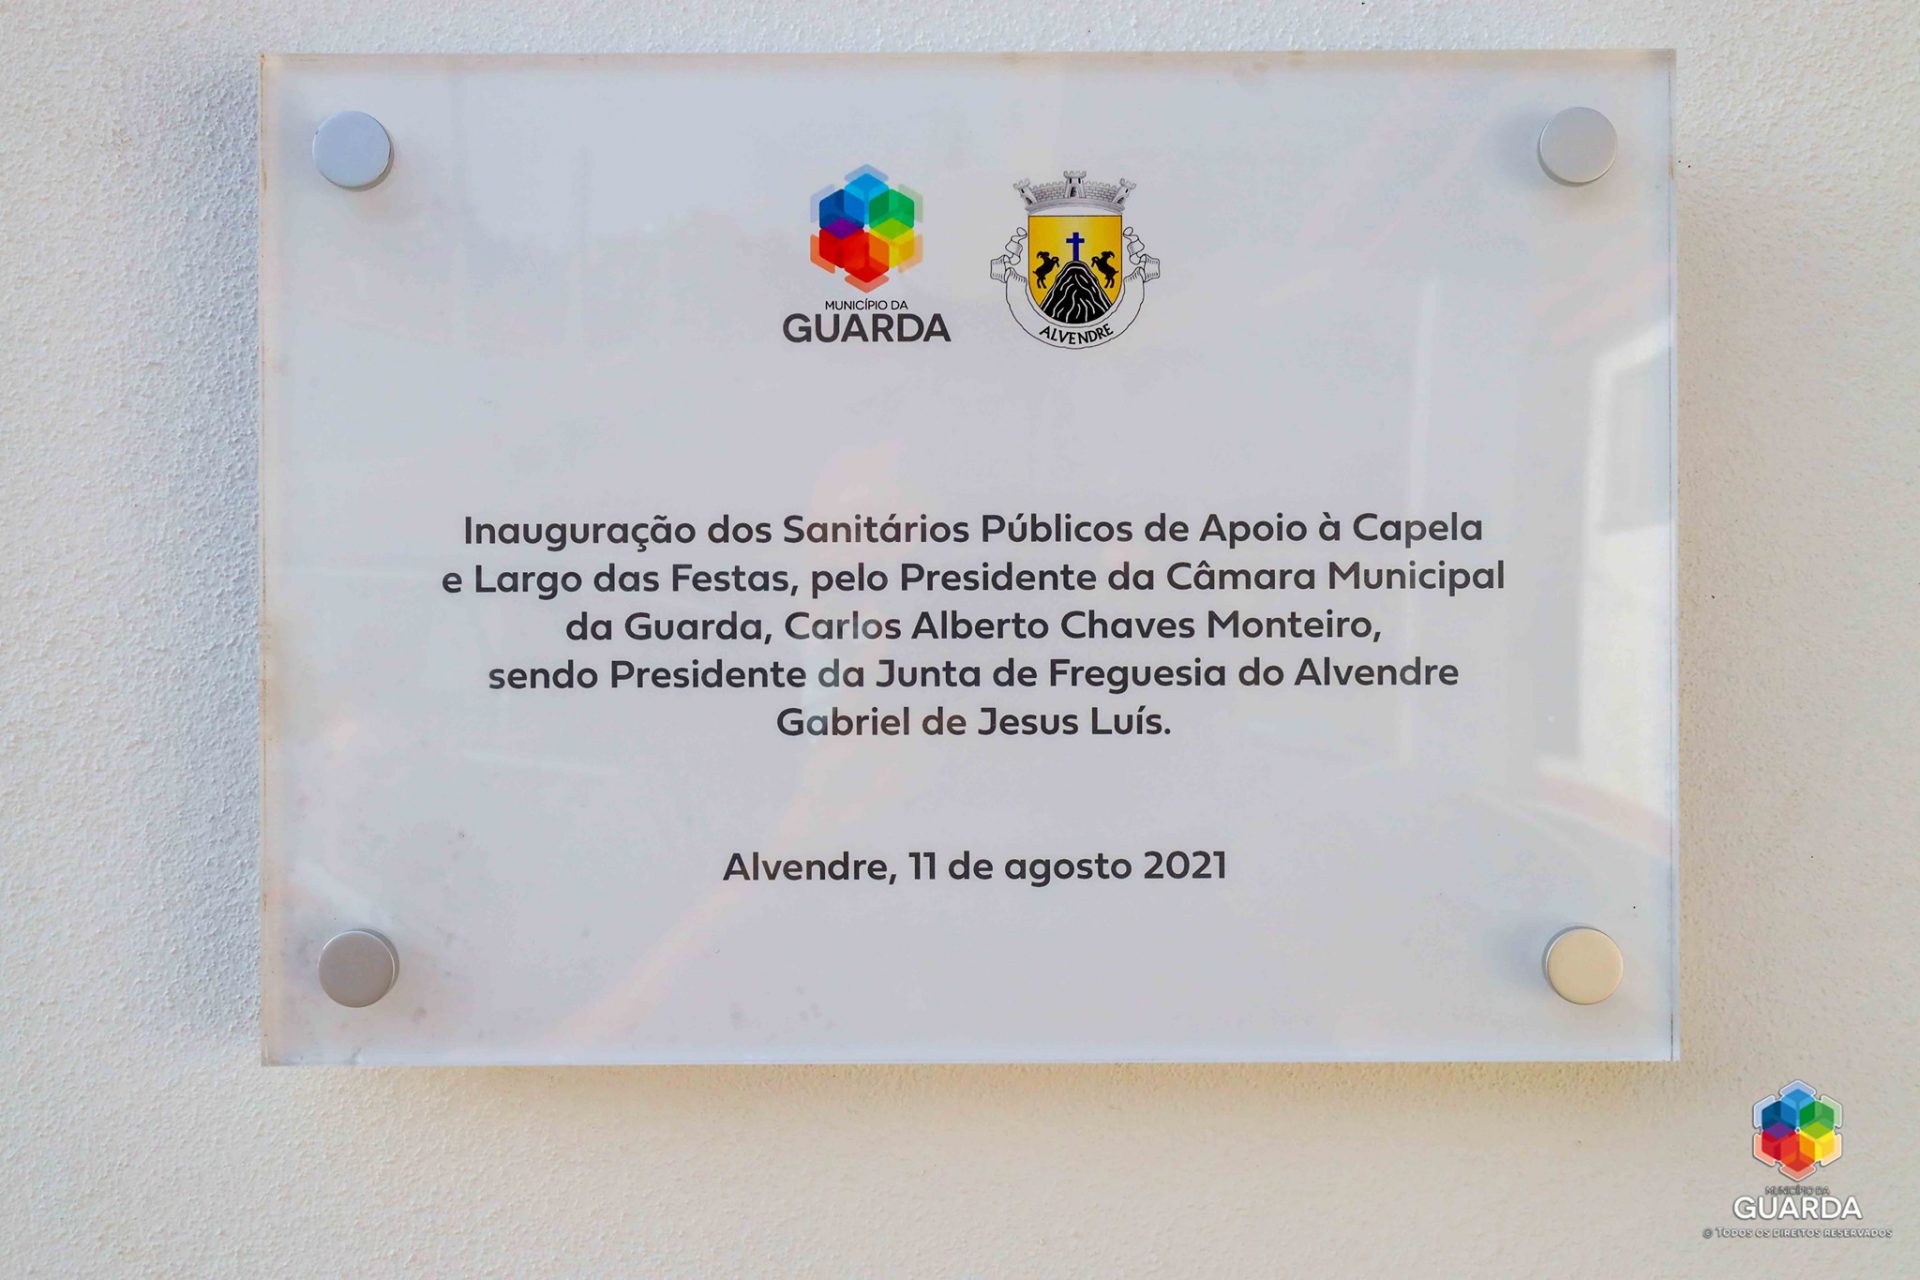 MUNICÍPIO DA
GUARDA
ALVENDRE
Inauguração dos Sanitários Públicos de Apoio à Capela
e Largo das Festas, pelo Presidente da Câmara Municipal
da Guarda, Carlos Alberto Chaves Monteiro,
sendo Presidente da Junta de Freguesia do Alvendre
Gabriel de Jesus Luís.
Alvendre, 11 de agosto 2021
MUNICÍPIO DA
GUARDA
© TODOS OS DIREITOS RESERVADOS